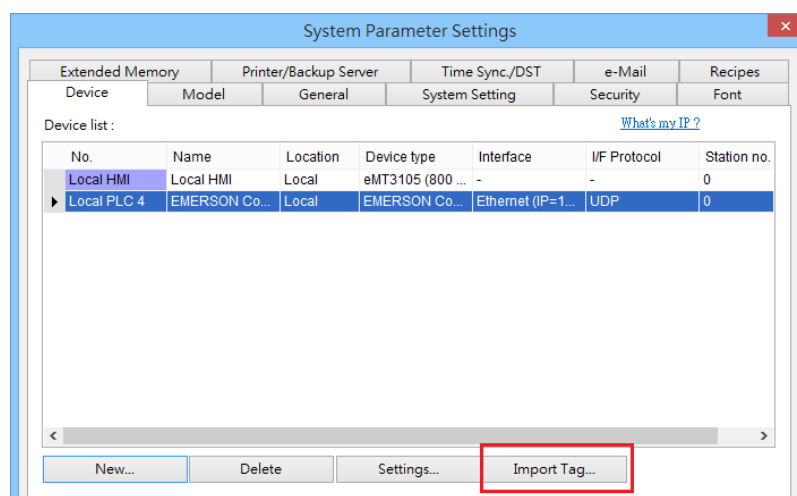 System Parameter Settings
Extended Memory Printer/Backup Server Time Sync./DST e-Mail Recipes
Device Model General System Setting Security Font
Device list : What's my IP ?
No. Name Location Device type Interface I/F Protocol Station no.
Local HMI Local HMI Local eMT3105 (800 ... - - 0
Local PLC 4 EMERSON Co... Local EMERSON Co... Ethernet (IP=1... UDP 0
New... Delete Settings... Import Tag...